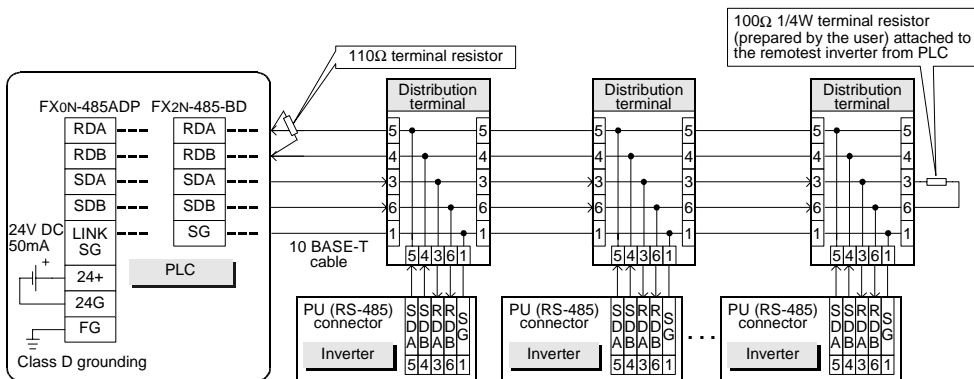 100Ω 1/4W terminal resistor
(prepared by the user) attached to
the remotest inverter from PLC
110Ω terminal resistor
Distribution
terminal
Distribution
terminal
Distribution
terminal
FX0N-485ADP FX2N-485-BD
RDA RDA
RDB RDB
SDA SDA
SDB SDB
LINK
SG SG
24V DC
50mA
+
24+
24G
FG
PLC
Class D grounding
10 BASE-T
cable
5 5 5 5 5 5
4 4 4 4 4 4
3 3 3 3 3 3
6 6 6 6 6 6
1 1 1 1 1 1
5 4 3 6 1 5 4 3 6 1 5 4 3 6 1
PU (RS-485)
connector
SDA SDB RDA RDB SG
Inverter
5 4 3 6 1
PU (RS-485)
connector
SDA SDB RDA RDB SG
Inverter
5 4 3 6 1
...
PU (RS-485)
connector
SDA SDB RDA RDB SG
Inverter
5 4 3 6 1